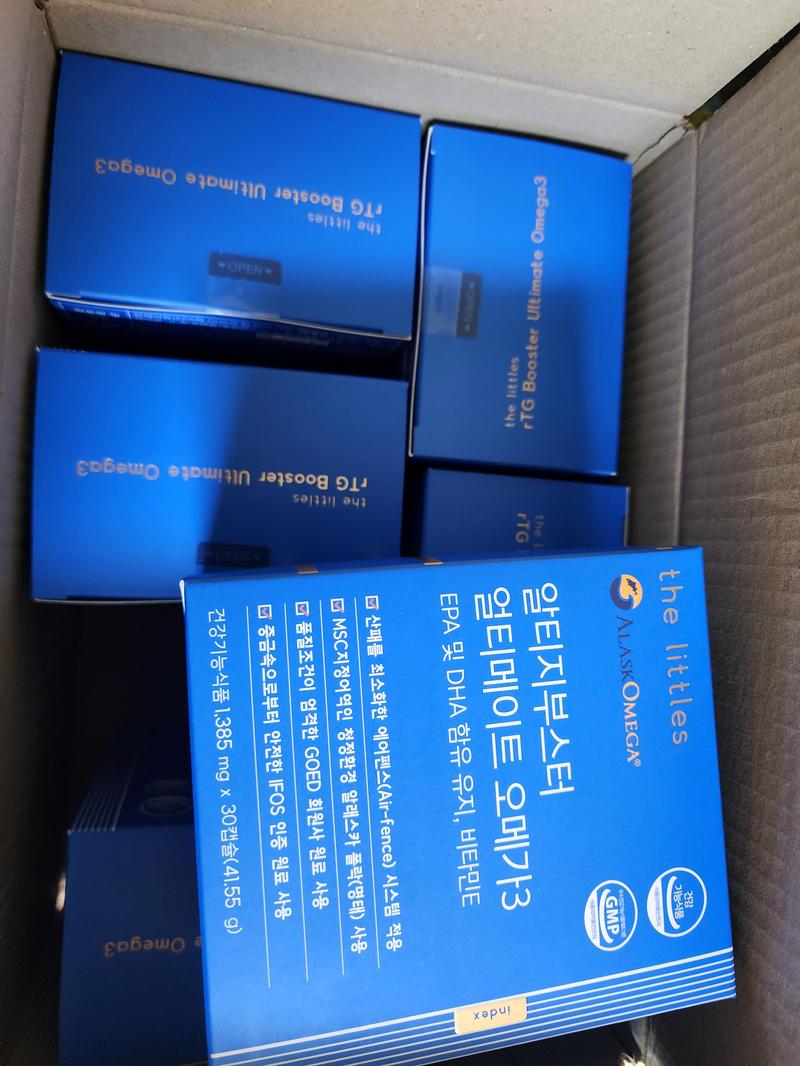 the littles
rTG Booster Ultimate Omega3
OPEN
the littles
rTG Booster Ultimate Omega3
OPEN
the littles
rTG Booster Ultimate Omega3
OPEN
the l
rTG
the littles
ALASKOMEGA®
건강
기능식품
GMP
알티지부스터
얼티메이트 오메가3
EPA 및 DHA 함유 유지, 비타민E
산패를 최소화한 에어펜스(Air-fence) 시스템 적용
MSC지정어역인 청정환경 알래스카 폴락(명태) 사용
품질조건이 엄격한 GOED 회원사 원료 사용
중금속으로부터 안전한 IFOS 인증 원료 사용
건강기능식품 1,385 mg x 30캡슐(41.55 g)
index
e Omega3